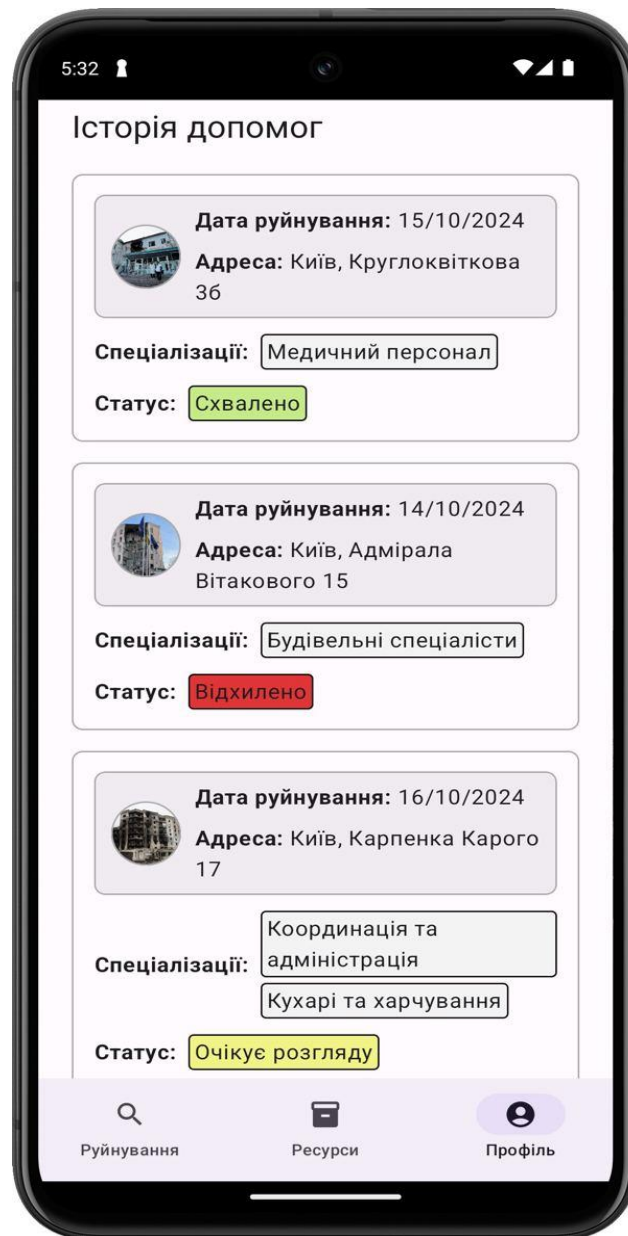 5:32
Історія допомог
Дата руйнування: 15/10/2024
Адреса: Київ, Круглоквіткова
3б
Спеціалізації: Медичний персонал
Статус: Схвалено
Дата руйнування: 14/10/2024
Адреса: Київ, Адмірала
Вітакового 15
Спеціалізації: Будівельні спеціалісти
Статус: Відхилено
Дата руйнування: 16/10/2024
Адреса: Київ, Карпенка Карого
17
Спеціалізації:
Координація та
адміністрація
Кухарі та харчування
Статус: Очікує розгляду
Руйнування
Ресурси
Профіль